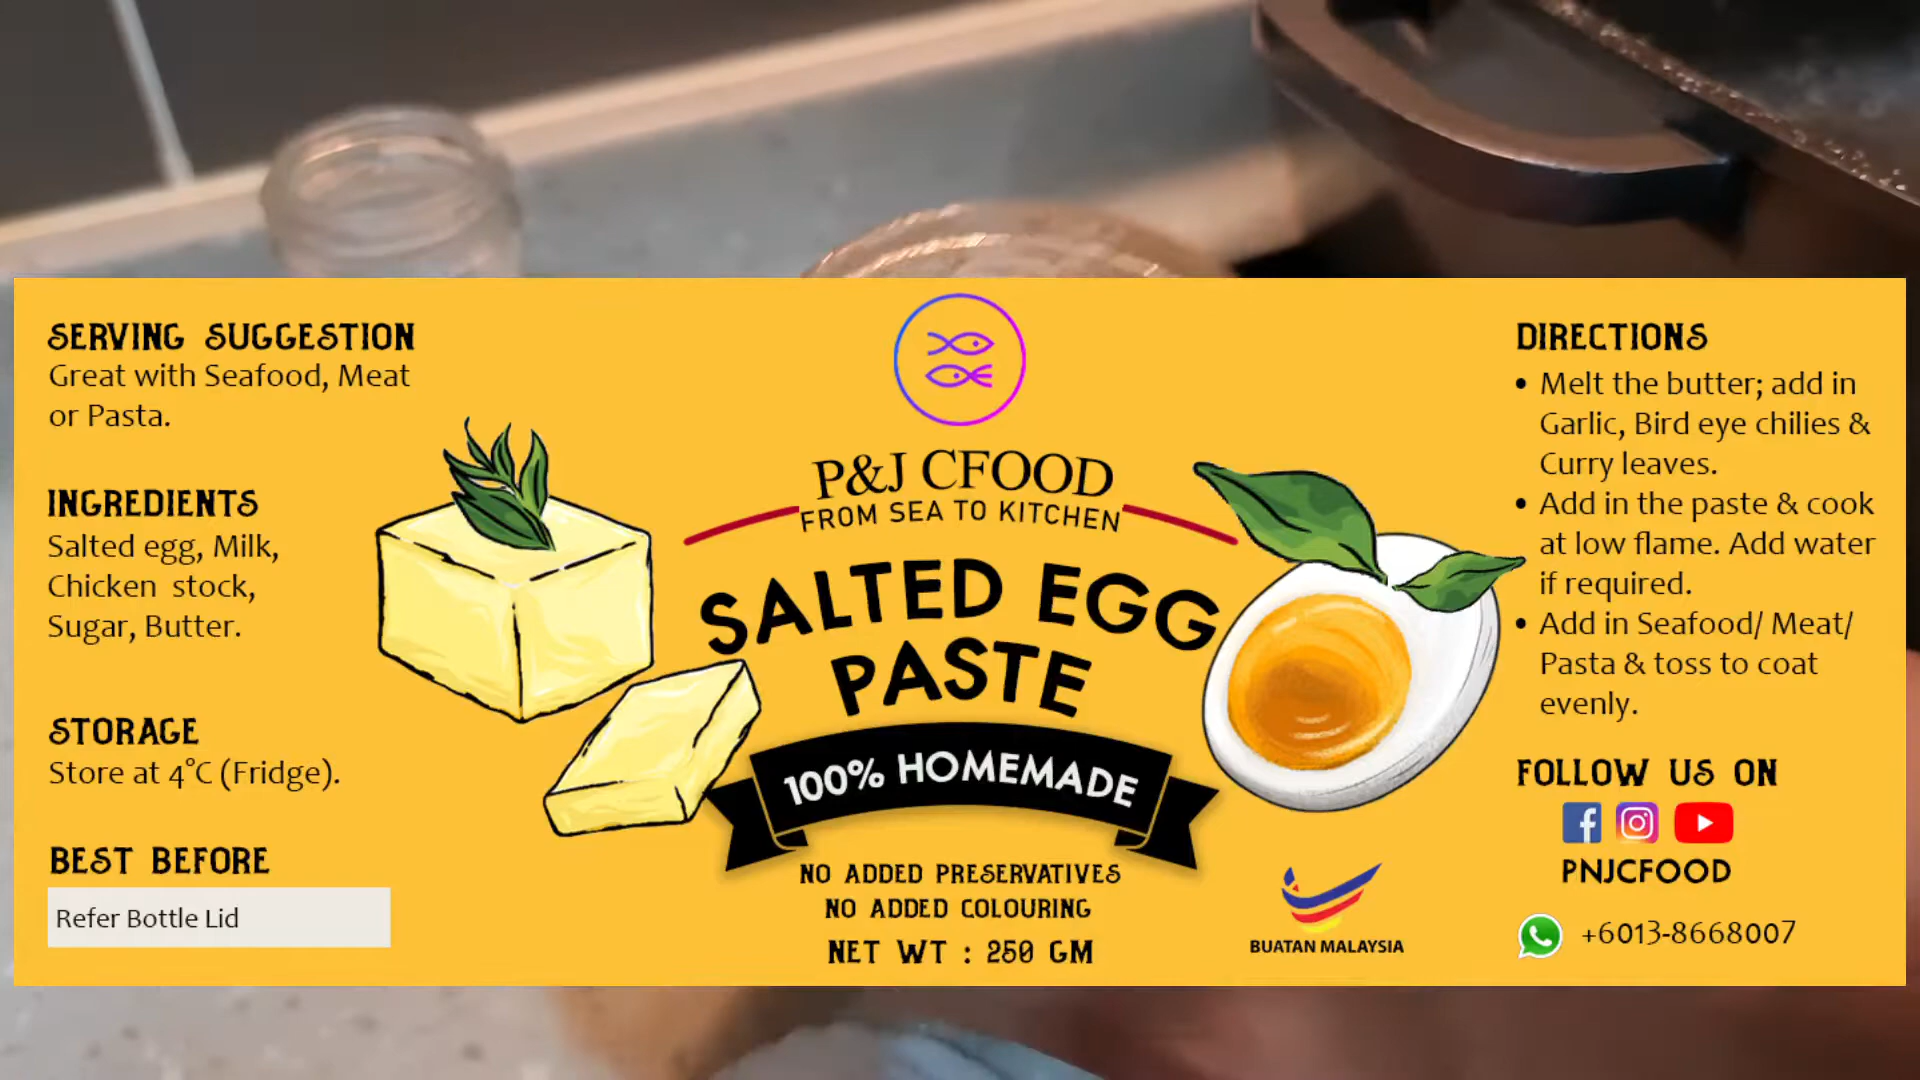 SERVING SUGGESTION
Great with Seafood, Meat
or Pasta.
INGREDIENTS
Salted egg, Milk,
Chicken stock,
Sugar, Butter.
STORAGE
Store at 4°C (Fridge).
BEST BEFORE
Refer Bottle Lid
P&J CFOOD
FROM SEA TO KITCHEN
SALTED EGG
PASTE
100% HOMEMADE
NO ADDED PRESERVATIVES
NO ADDED COLOURING
NET WT : 250 GM
BUATAN MALAYSIA
DIRECTIONS
• Melt the butter; add in
Garlic, Bird eye chilies &
Curry leaves.
• Add in the paste & cook
at low flame. Add water
if required.
• Add in Seafood/ Meat/
Pasta & toss to coat
evenly.
FOLLOW US ON
PNJCFOOD
+6013-8668007